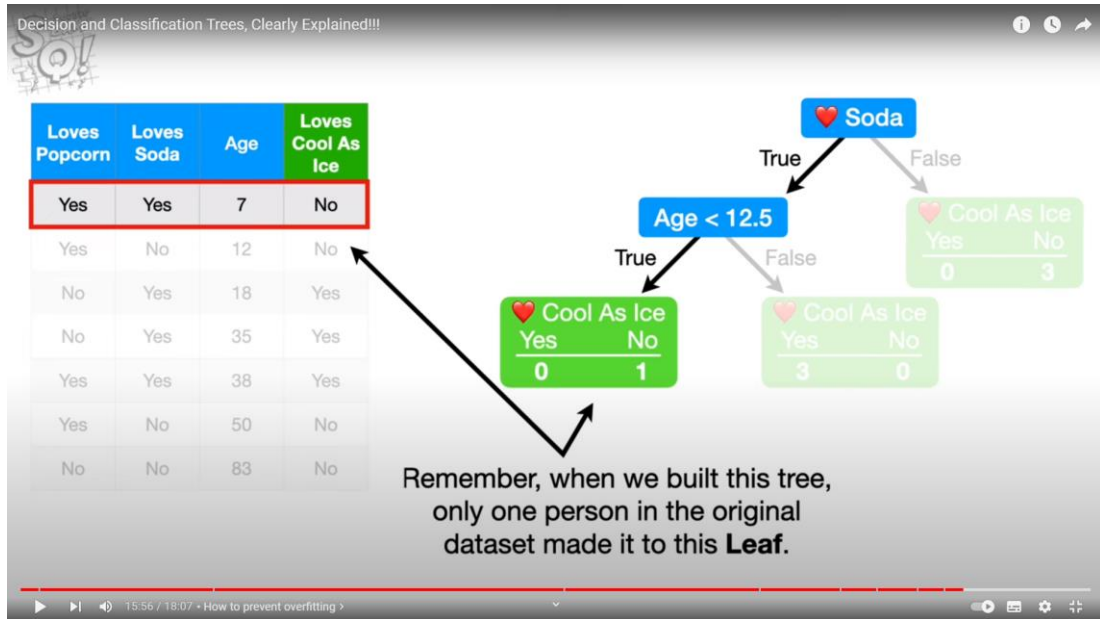 Decision and Classification Trees, Clearly Explained!!!
SQ!
Loves Popcorn Loves Soda Age Loves Cool As Ice
Yes Yes 7 No
Yes No 12 No
No Yes 18 Yes
No Yes 35 Yes
Yes Yes 38 Yes
Yes No 50 No
No No 83 No
❤️ Soda
True False
Age < 12.5
❤️ Cool As Ice
Yes No
0 3
True False
❤️ Cool As Ice
Yes No
0 1
❤️ Cool As Ice
Yes No
3 0
Remember, when we built this tree,
only one person in the original
dataset made it to this Leaf.
15:56 / 18:07 • How to prevent overfitting >